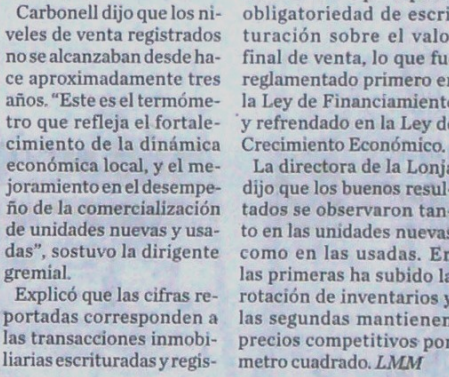 Carbonell dijo que los ni-
veles de venta registrados
no se alcanzaban desde ha-
ce aproximadamente tres
años. "Este es el termóme-
tro que refleja el fortale-
cimiento de la dinámica
económica local, y el me-
joramiento en el desempe-
ño de la comercialización
de unidades nuevas y usa-
das", sostuvo la dirigente
gremial.
Explicó que las cifras re-
portadas corresponden a
las transacciones inmobi-
liarias escrituradas y regis-
obligatoriedad de escri
turación sobre el valo
final de venta, lo que fu
reglamentado primero en
la Ley de Financiamient
y refrendado en la Ley d
Crecimiento Económico.
La directora de la Lonja
dijo que los buenos resul-
tados se observaron tan-
to en las unidades nuevas
como en las usadas. En
las primeras ha subido la
rotación de inventarios y
las segundas mantienen
precios competitivos por
metro cuadrado. LMM